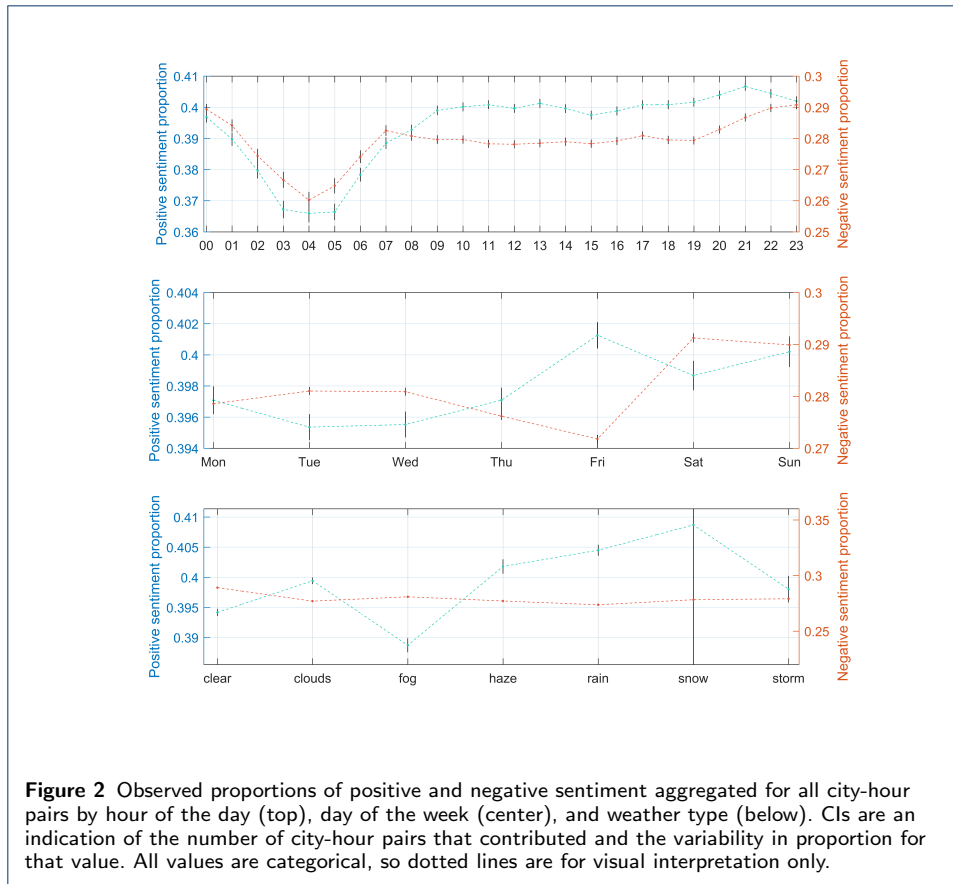 Positive sentiment proportion
0.41
0.4
0.39
0.38
0.37
0.36
00 01 02 03 04 05 06 07 08 09 10 11 12 13 14 15 16 17 18 19 20 21 22 23
0.3
0.29
0.28
0.27
0.26
0.25
Negative sentiment proportion
Positive sentiment proportion
0.404
0.402
0.4
0.398
0.396
0.394
Mon Tue Wed Thu Fri Sat Sun
0.3
0.29
0.28
0.27
Negative sentiment proportion
Positive sentiment proportion
0.41
0.405
0.4
0.395
0.39
clear clouds fog haze rain snow storm
0.35
0.3
0.25
Negative sentiment proportion
Figure 2 Observed proportions of positive and negative sentiment aggregated for all city-hour
pairs by hour of the day (top), day of the week (center), and weather type (below). CIs are an
indication of the number of city-hour pairs that contributed and the variability in proportion for
that value. All values are categorical, so dotted lines are for visual interpretation only.